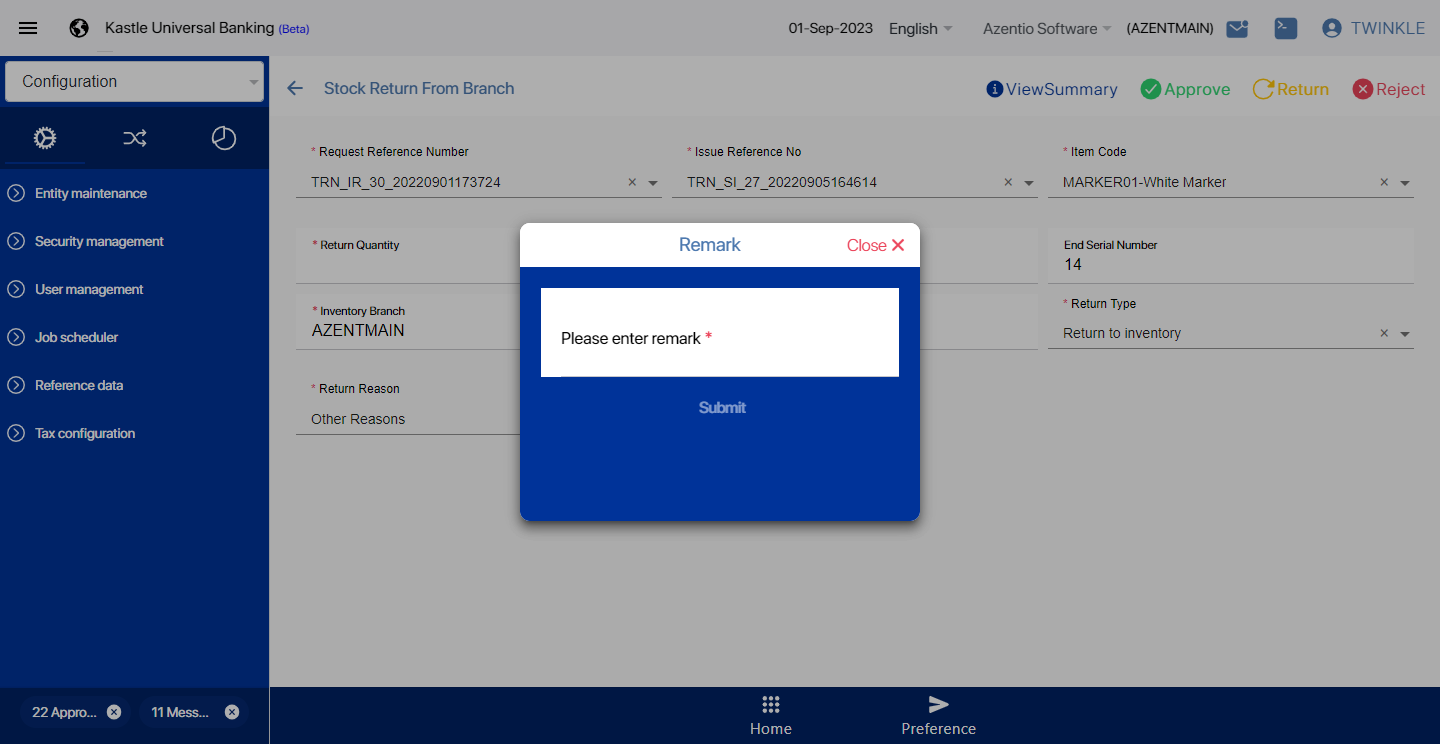 Kastle Universal Banking (Beta)
01-Sep-2023 English Azentio Software (AZENTMAIN) TWINKLE
Configuration
Stock Return From Branch
ViewSummary Approve Return Reject
Entity maintenance
Security management
User management
Job scheduler
Reference data
Tax configuration
* Request Reference Number
TRN_IR_30_20220901173724
* Issue Reference No
TRN_SI_27_20220905164614
* Item Code
MARKER01-White Marker
* Return Quantity
End Serial Number
14
* Inventory Branch
AZENTMAIN
* Return Type
Return to inventory
* Return Reason
Other Reasons
Remark
Close
Please enter remark *
Submit
22 Appro... 11 Mess...
Home
Preference